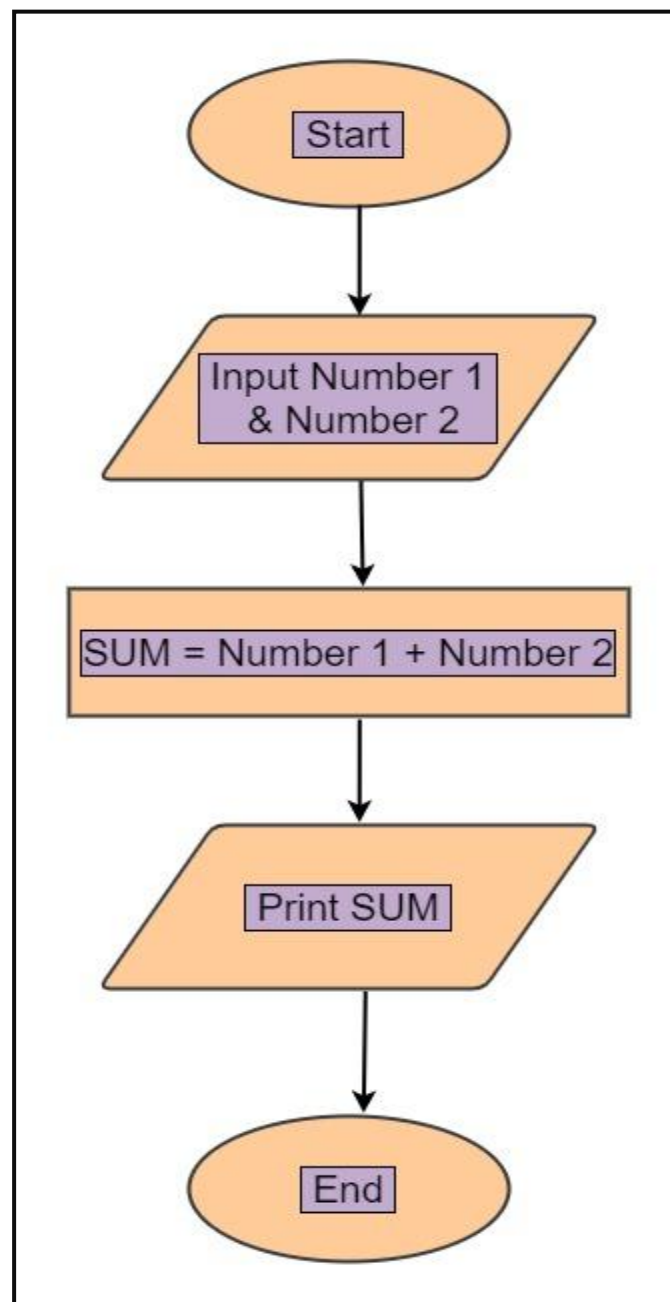 Start
Input Number 1
& Number 2
SUM = Number 1 + Number 2
Print SUM
End